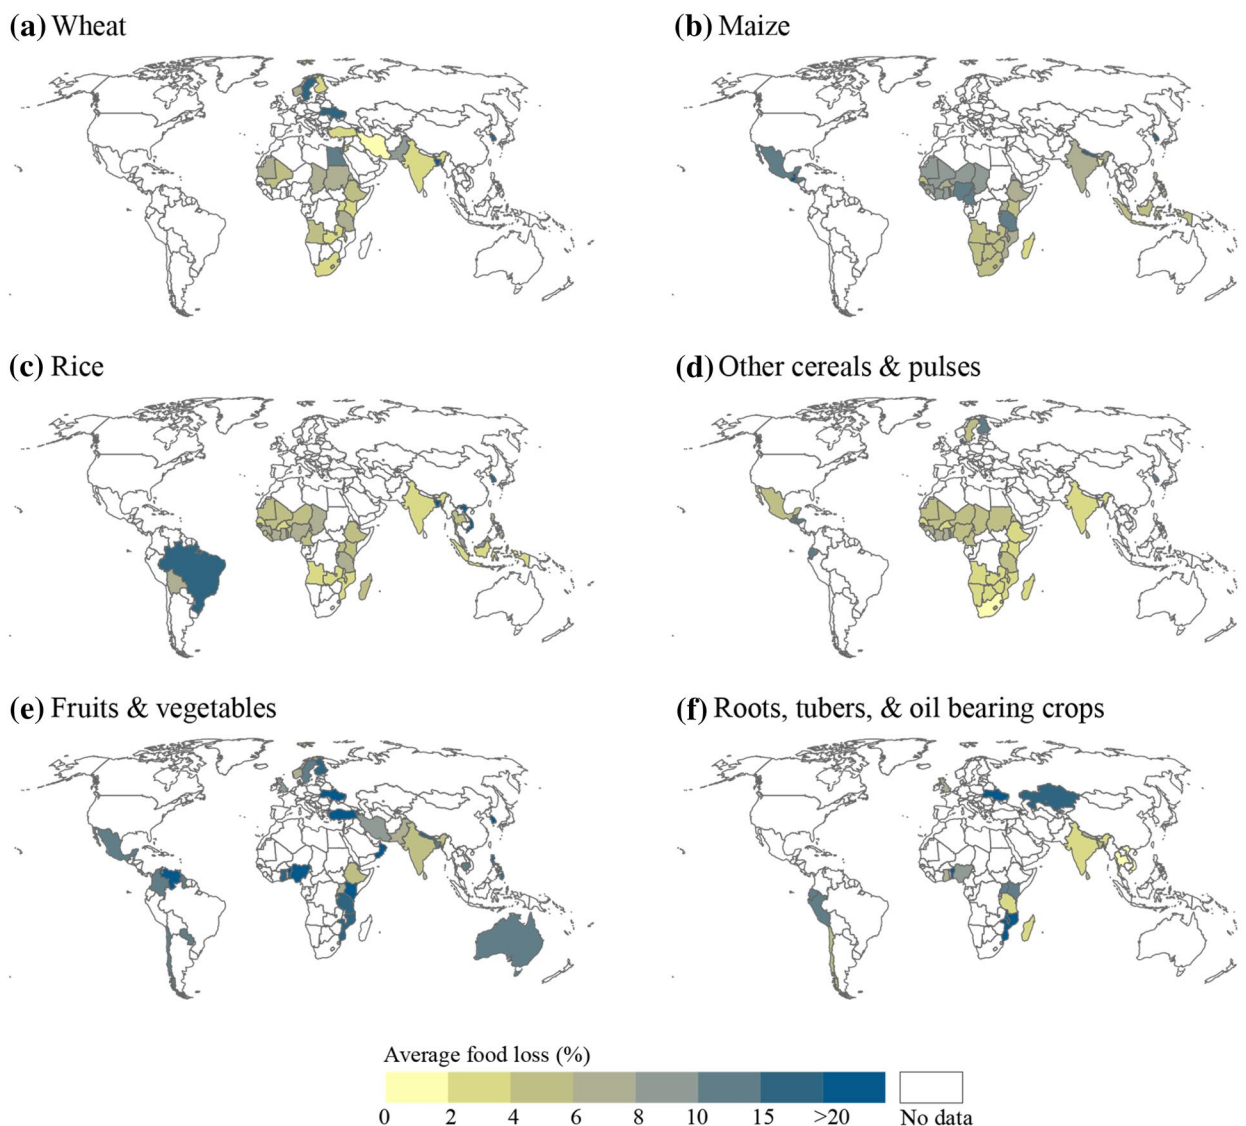 (a) Wheat
(b) Maize
(c) Rice
(d) Other cereals & pulses
(e) Fruits & vegetables
(f) Roots, tubers, & oil bearing crops
Average food loss (%)
0 2 4 6 8 10 15 >20 No data